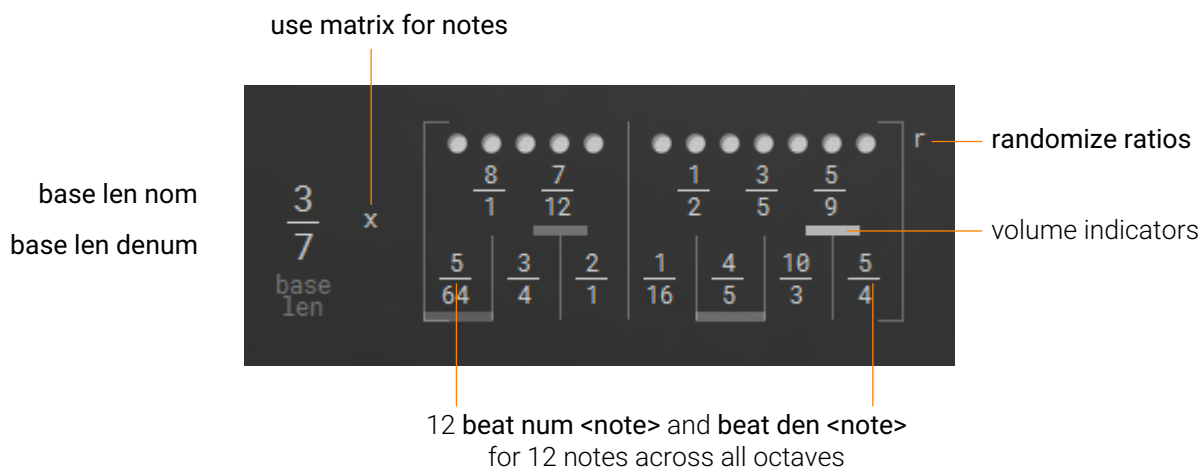 use matrix for notes
r
randomize ratios
8 7 1 3 5
1 12 2 5 9
base len nom
3
x
base len denum
7
volume indicators
base
len
5 3 2 1 4 10 5
64 4 1 16 5 3 4
12 beat num <note> and beat den <note>
for 12 notes across all octaves